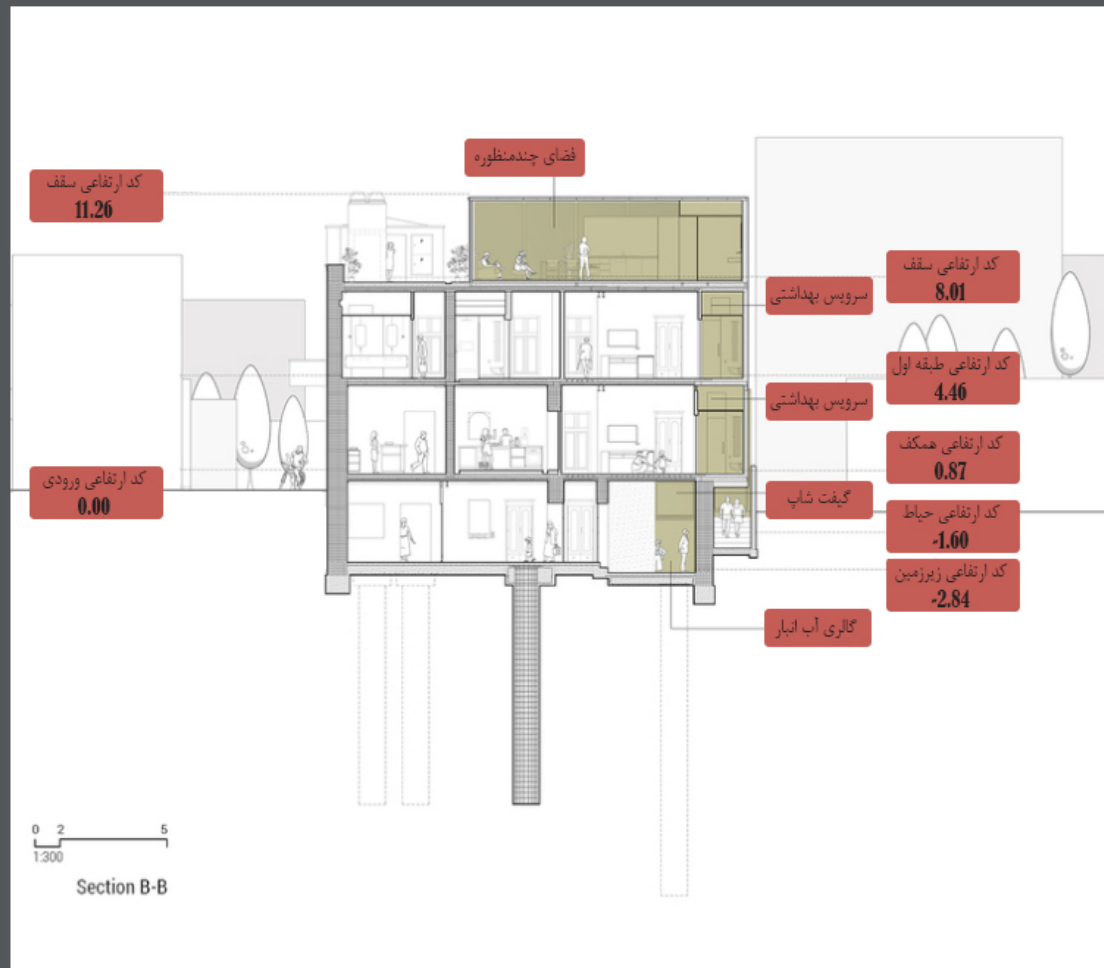 فضای چندمنظوره
کد ارتفاعی سقف
11.26
کد ارتفاعی سقف
8.01
سرویس بهداشتی
کد ارتفاعی طبقه اول
4.46
سرویس بهداشتی
کد ارتفاعی همکف
0.87
کد ارتفاعی ورودی
0.00
گیفت شاپ
کد ارتفاعی حیاط
-1.60
کد ارتفاعی زیرزمین
-2.84
گالری آب انبار
0 2 5
1:300
Section B-B